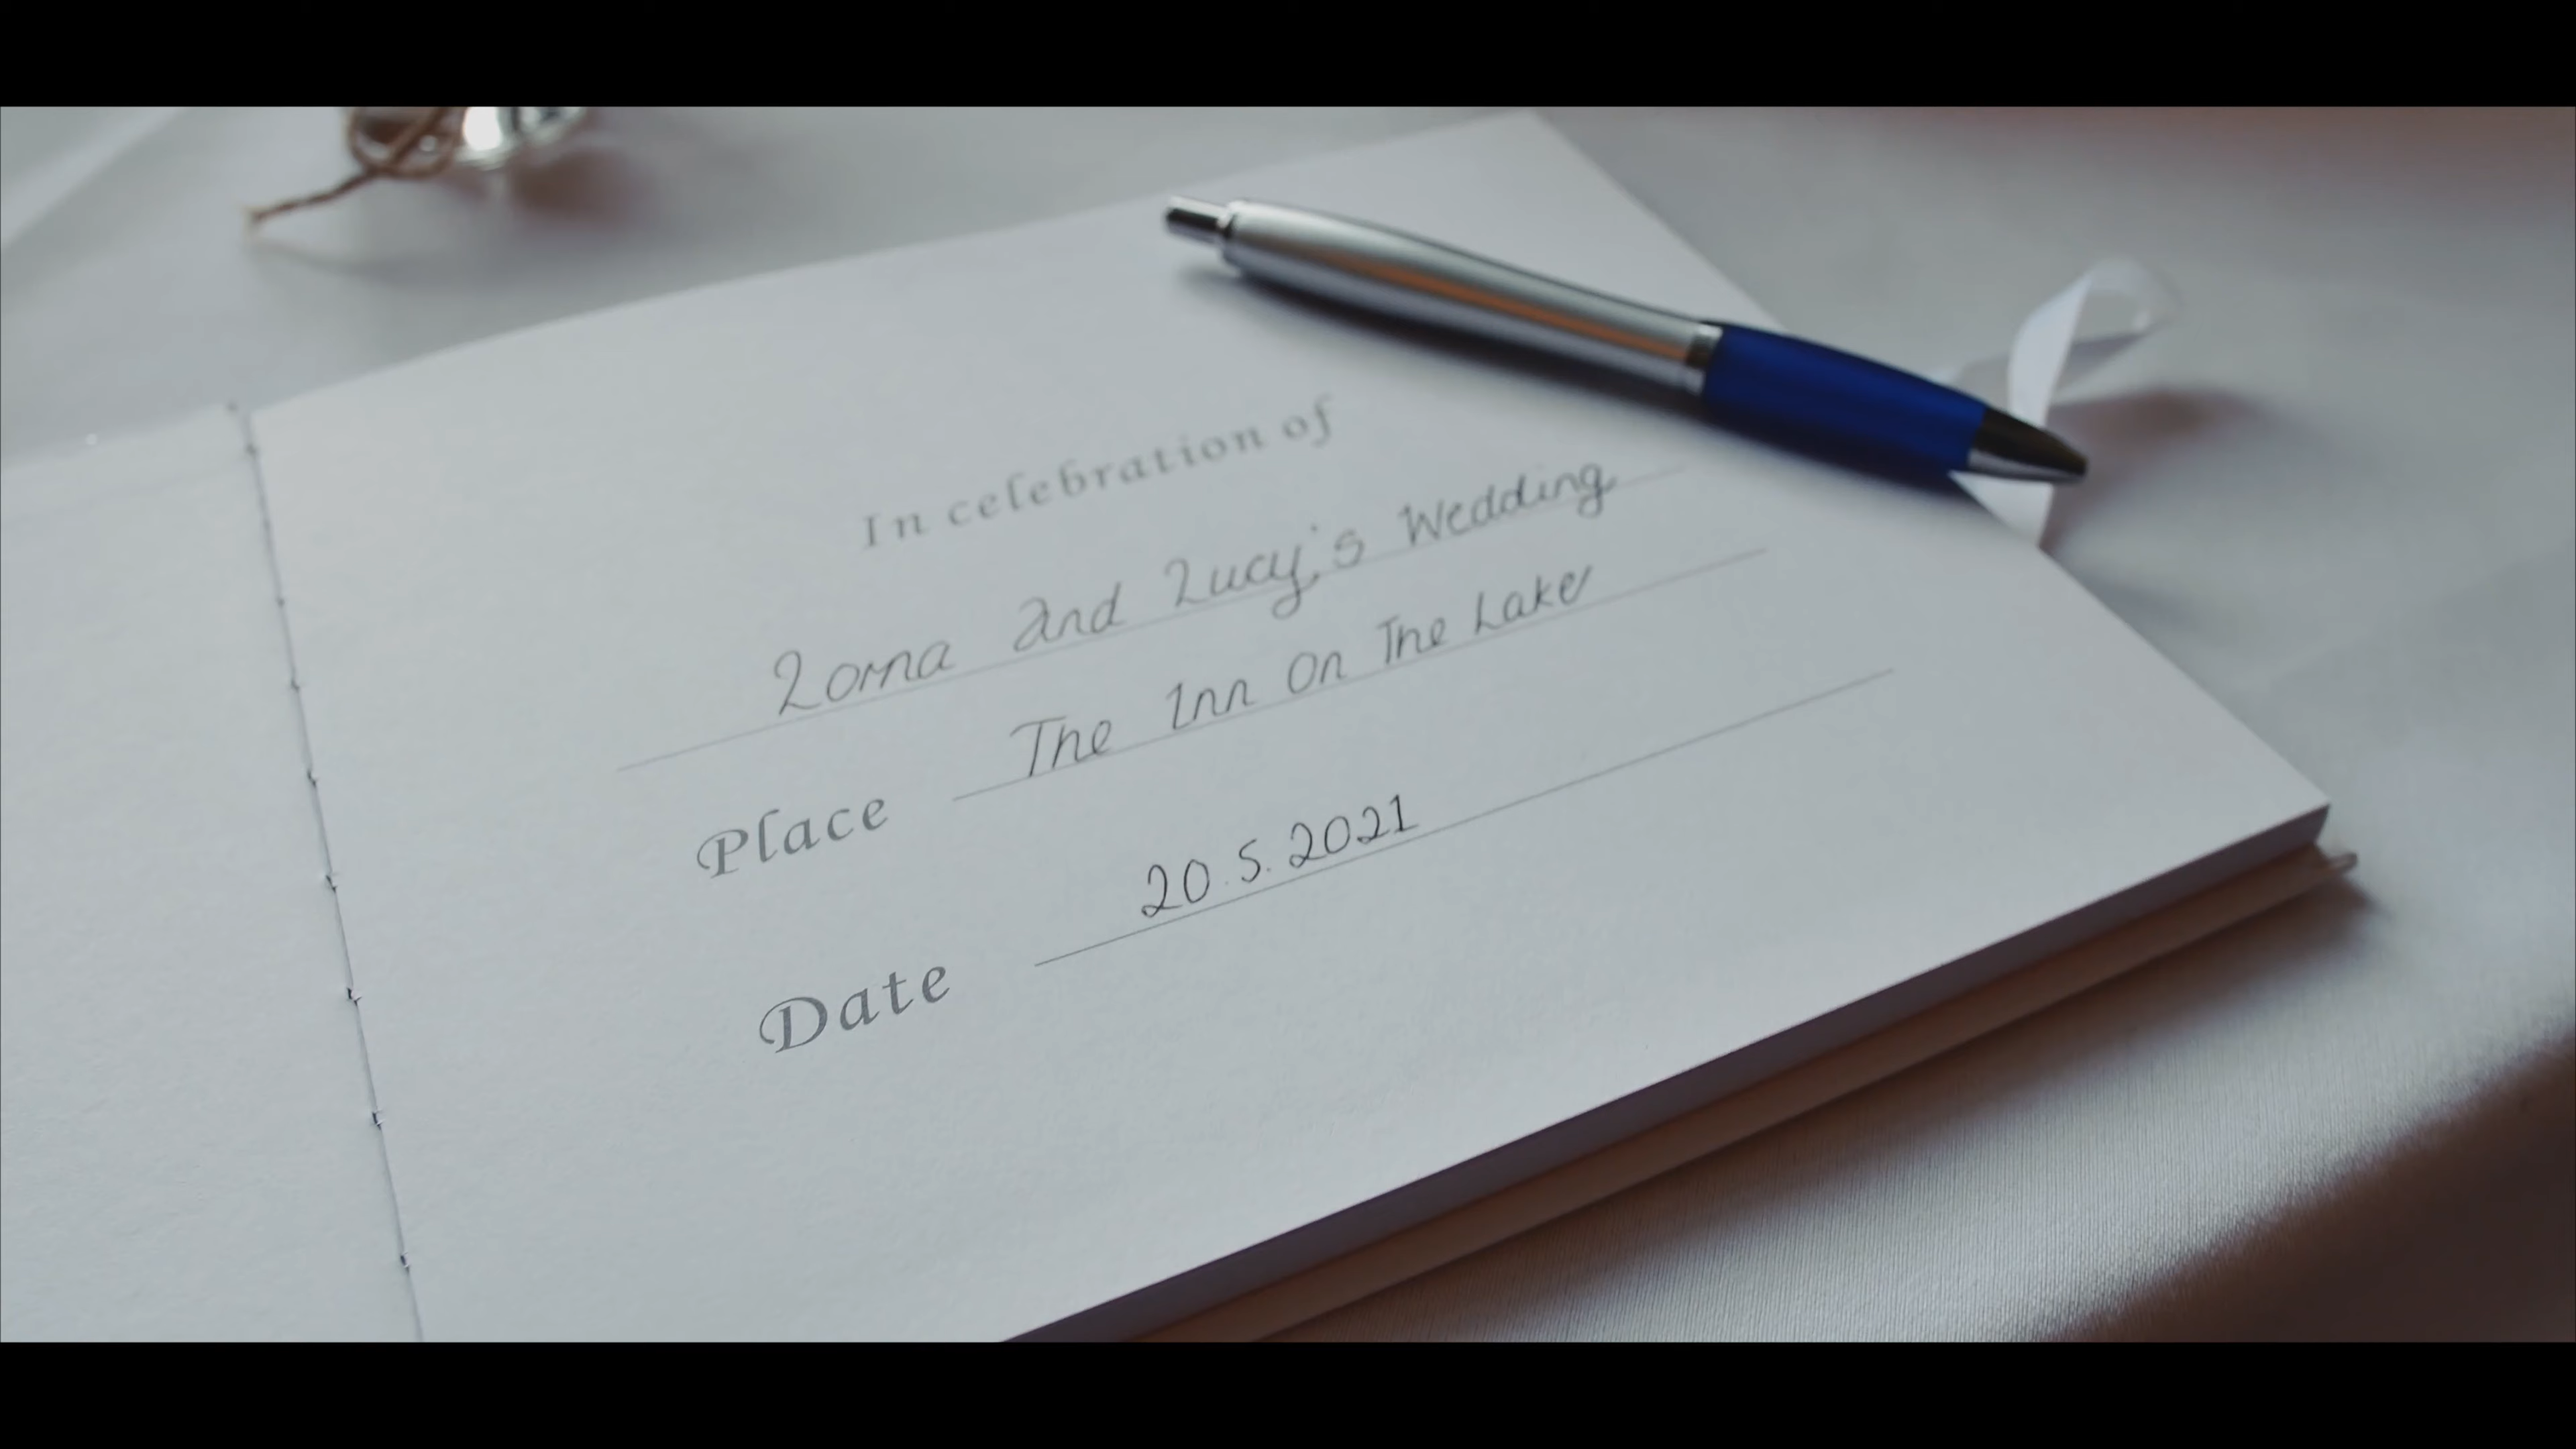 In celebration of
Lorna and Lucy's Wedding
Place The Inn On The Lake
Date 20.5.2021